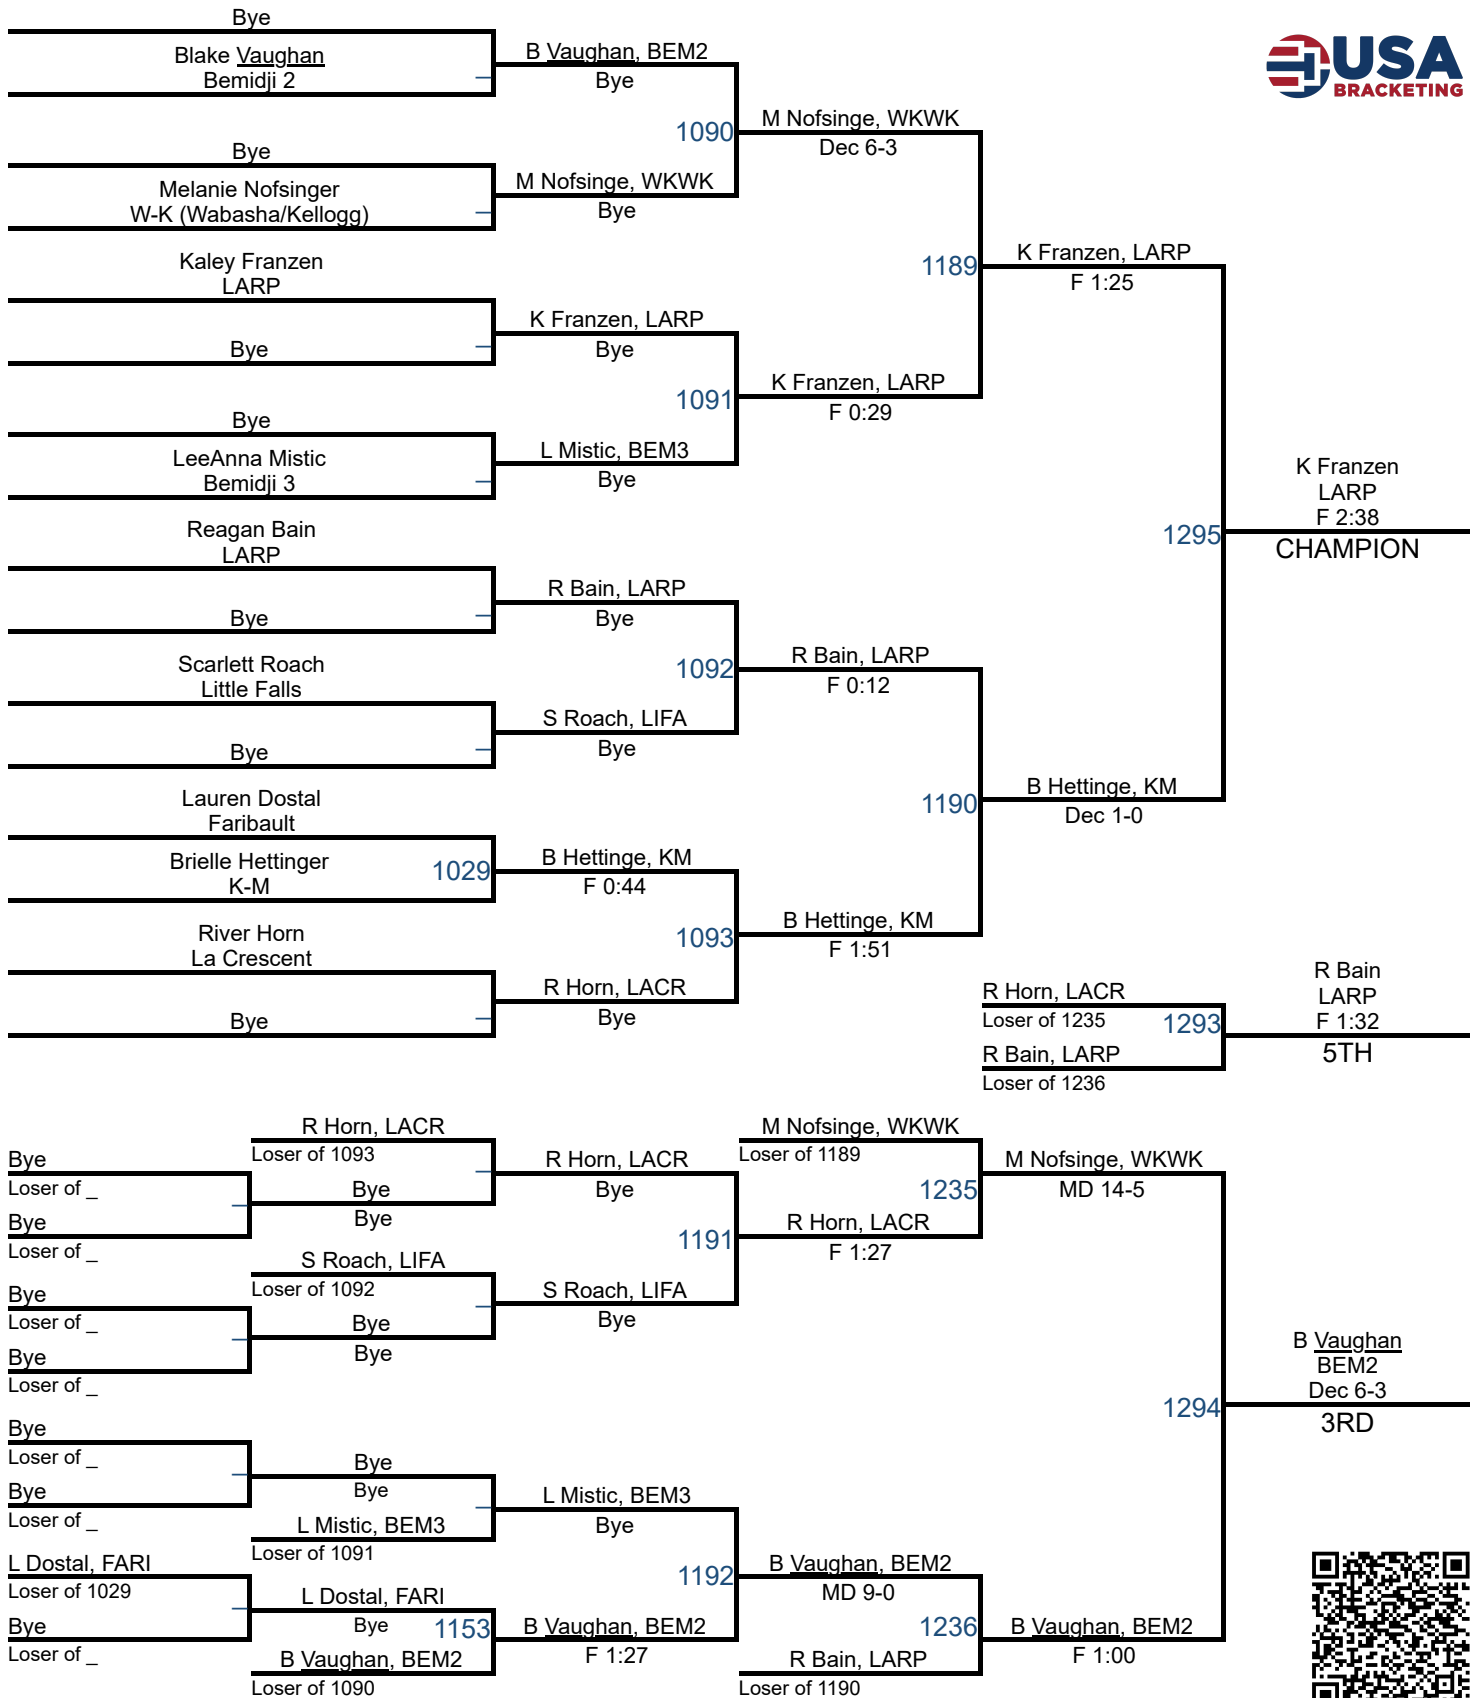 Bye
Blake Vaughan
Bemidji 2
_
B Vaughan, BEM2
Bye
USA
BRACKETING
1090
M Nofsinge, WKWK
Dec 6-3
Bye
Melanie Nofsinger
W-K (Wabasha/Kellogg)
_
M Nofsinge, WKWK
Bye
Kaley Franzen
LARP
1189
K Franzen, LARP
F 1:25
Bye
_
K Franzen, LARP
Bye
1091
K Franzen, LARP
F 0:29
Bye
LeeAnna Mistic
Bemidji 3
_
L Mistic, BEM3
Bye
K Franzen
LARP
F 2:38
CHAMPION
1295
Reagan Bain
LARP
Bye
_
R Bain, LARP
Bye
1092
R Bain, LARP
F 0:12
Scarlett Roach
Little Falls
Bye
_
S Roach, LIFA
Bye
1190
B Hettinge, KM
Dec 1-0
Lauren Dostal
Faribault
Brielle Hettinger
K-M
1029
B Hettinge, KM
F 0:44
1093
B Hettinge, KM
F 1:51
River Horn
La Crescent
Bye
_
R Horn, LACR
Bye
R Horn, LACR
Loser of 1235
1293
R Bain, LARP
Loser of 1236
R Bain
LARP
F 1:32
5TH
Bye
Loser of _
Bye
Loser of _
_
R Horn, LACR
Loser of 1093
Bye
Bye
_
R Horn, LACR
Bye
M Nofsinge, WKWK
Loser of 1189
1235
M Nofsinge, WKWK
MD 14-5
1191
R Horn, LACR
F 1:27
Bye
Loser of _
Bye
Loser of _
_
S Roach, LIFA
Loser of 1092
Bye
Bye
_
S Roach, LIFA
Bye
B Vaughan
BEM2
Dec 6-3
3RD
1294
Bye
Loser of _
Bye
Loser of _
_
Bye
Bye
L Mistic, BEM3
Loser of 1091
_
L Mistic, BEM3
Bye
1192
B Vaughan, BEM2
MD 9-0
L Dostal, FARI
Loser of 1029
Bye
Loser of _
_
L Dostal, FARI
Bye
1153
B Vaughan, BEM2
Loser of 1090
B Vaughan, BEM2
F 1:27
1236
R Bain, LARP
Loser of 1190
B Vaughan, BEM2
F 1:00